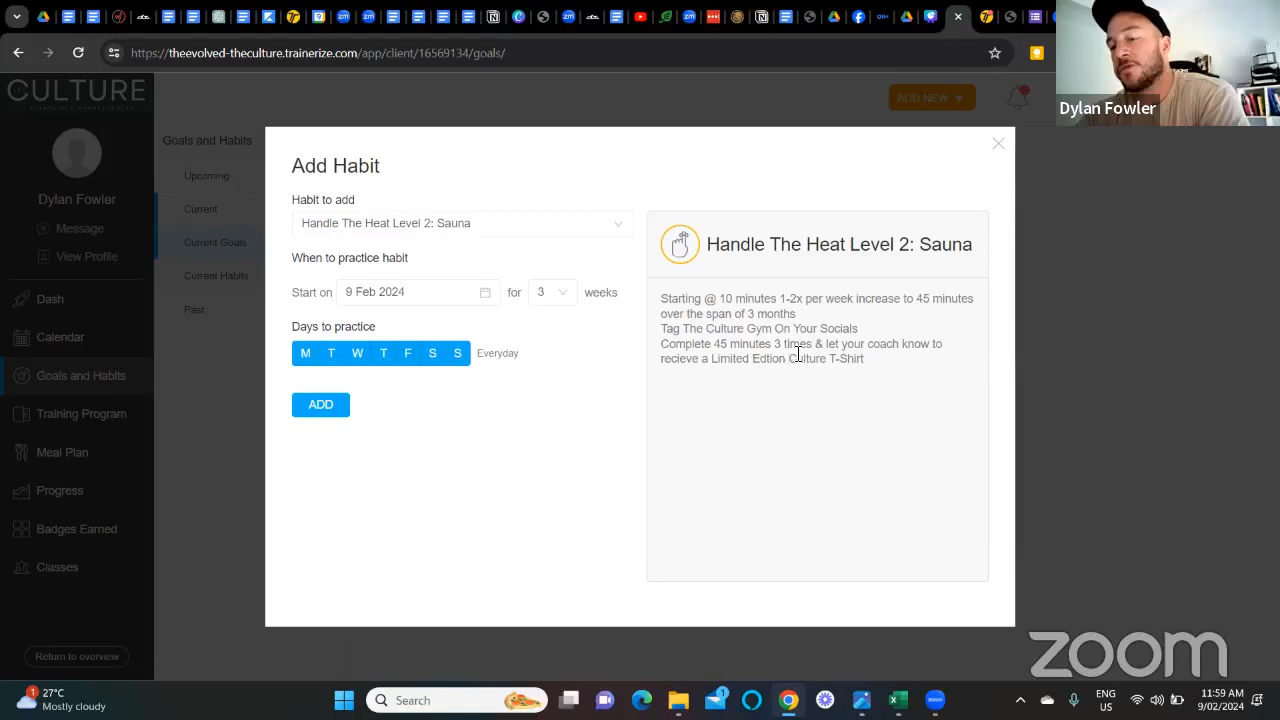 https://theevolved-theculture.trainerize.com/app/client/16569134/goals/
Dylan Fowler
CULTURE
ADD NEW
Dylan Fowler
Message
View Profile
Dash
Calendar
Goals and Habits
Training Program
Meal Plan
Progress
Badges Earned
Classes
Return to overview
Goals and Habits
Upcoming
Current
Current Goals
Current Habits
Past
Add Habit
Habit to add
Handle The Heat Level 2: Sauna
When to practice habit
Start on 9 Feb 2024 for 3 weeks
Days to practice
M T W T F S S Everyday
ADD
Handle The Heat Level 2: Sauna
Starting @ 10 minutes 1-2x per week increase to 45 minutes
over the span of 3 months
Tag The Culture Gym On Your Socials
Complete 45 minutes 3 times & let your coach know to
recieve a Limited Edtion Culture T-Shirt
zoom
1
27°C
Mostly cloudy
Search
1
ENG
US
11:59 AM
9/02/2024